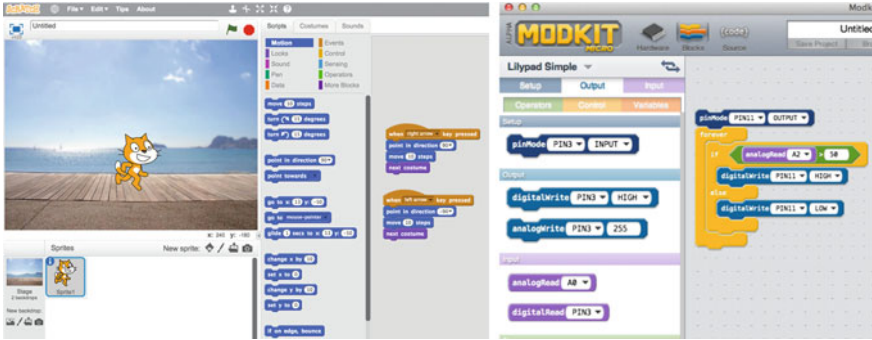 SCRATCH File Edit Tips About
Untitled
Scripts Costumes Sounds
Motion Events
Looks Control
Sound Sensing
Pen Operators
Data More Blocks
move 10 steps
turn 15 degrees
turn 15 degrees
point in direction 90
point towards
go to x: y:
go to mouse-pointer
glide 1 secs to x: y:
change x by 10
set x to 0
change y by 10
set y to 0
if on edge, bounce
when right arrow key pressed
point in direction 90
move 10 steps
next costume
when left arrow key pressed
point in direction -90
move 10 steps
next costume
X: 240 y: -180
Sprites New sprite:
Stage
2 backdrops
New backdrop:
Sprite1
Modk
ALPHA
MODKIT
MICRO
Hardware Blocks {code} Source
Untitled
Save Project
Lilypad Simple
Setup Output Input
Operators Control Variables
Setup
pinMode PIN3 INPUT
Output
digitalWrite PIN3 HIGH
analogWrite PIN3 255
Input
analogRead A0
digitalRead PIN3
pinMode PIN11 OUTPUT
forever
if analogRead A2 > 50
digitalWrite PIN11 HIGH
else
digitalWrite PIN11 LOW